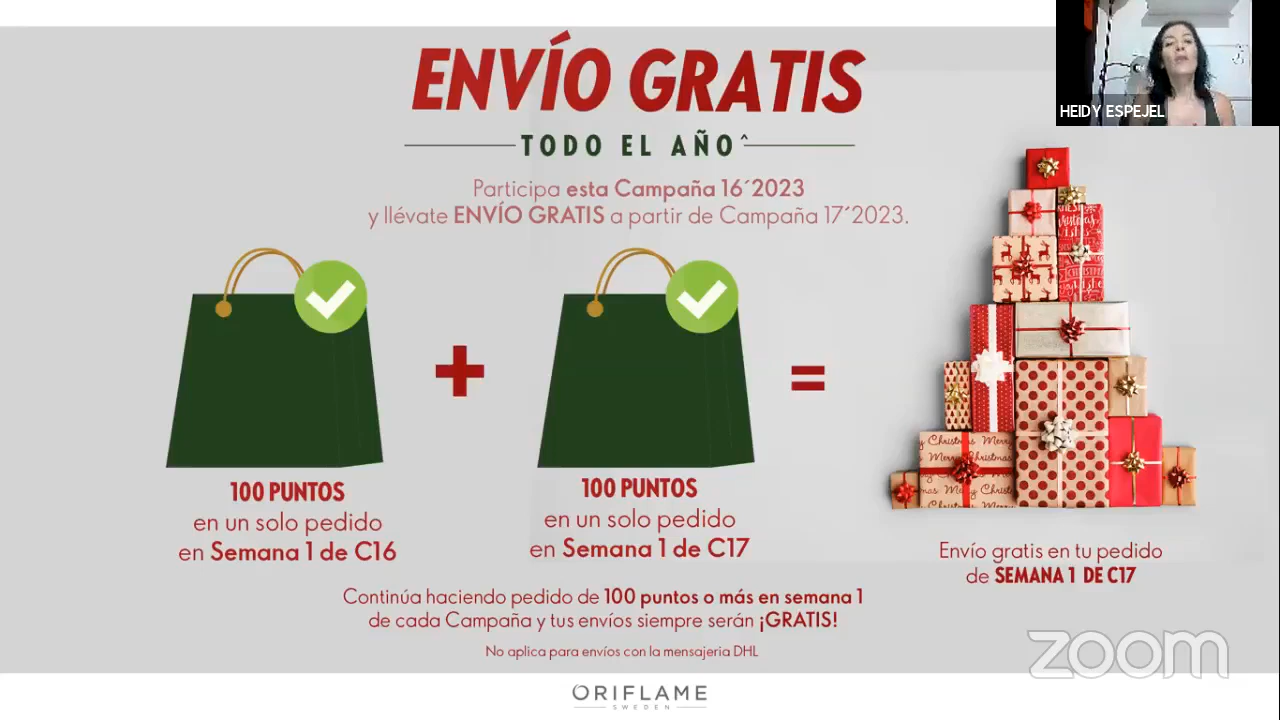 ENVÍO GRATIS
TODO EL AÑO^
Participa esta Campaña 16´2023
y llévate ENVÍO GRATIS a partir de Campaña 17´2023.
HEIDY ESPEJEL
100 PUNTOS
en un solo pedido
en Semana 1 de C16
+
100 PUNTOS
en un solo pedido
en Semana 1 de C17
=
Envío gratis en tu pedido
de SEMANA 1 DE C17
Continúa haciendo pedido de 100 puntos o más en semana 1
de cada Campaña y tus envíos siempre serán ¡GRATIS!
No aplica para envíos con la mensajeria DHL
zoom
ORIFLAME
SWEDEN